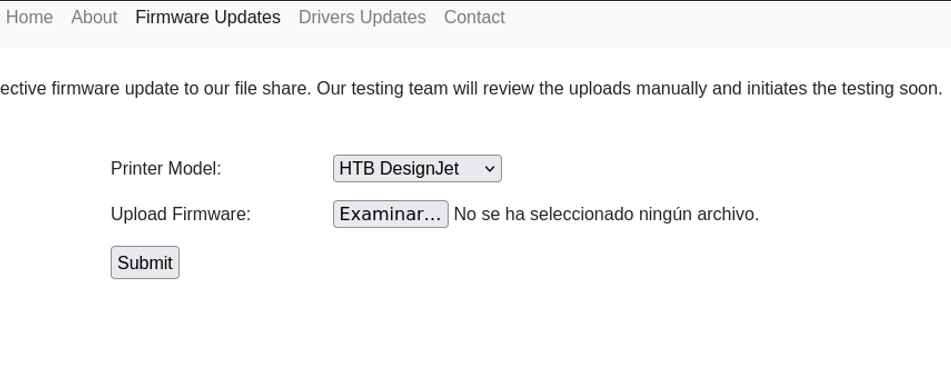 Home About Firmware Updates Drivers Updates Contact
ective firmware update to our file share. Our testing team will review the uploads manually and initiates the testing soon.
Printer Model: HTB DesignJet
Upload Firmware: Examinar... No se ha seleccionado ningún archivo.
Submit